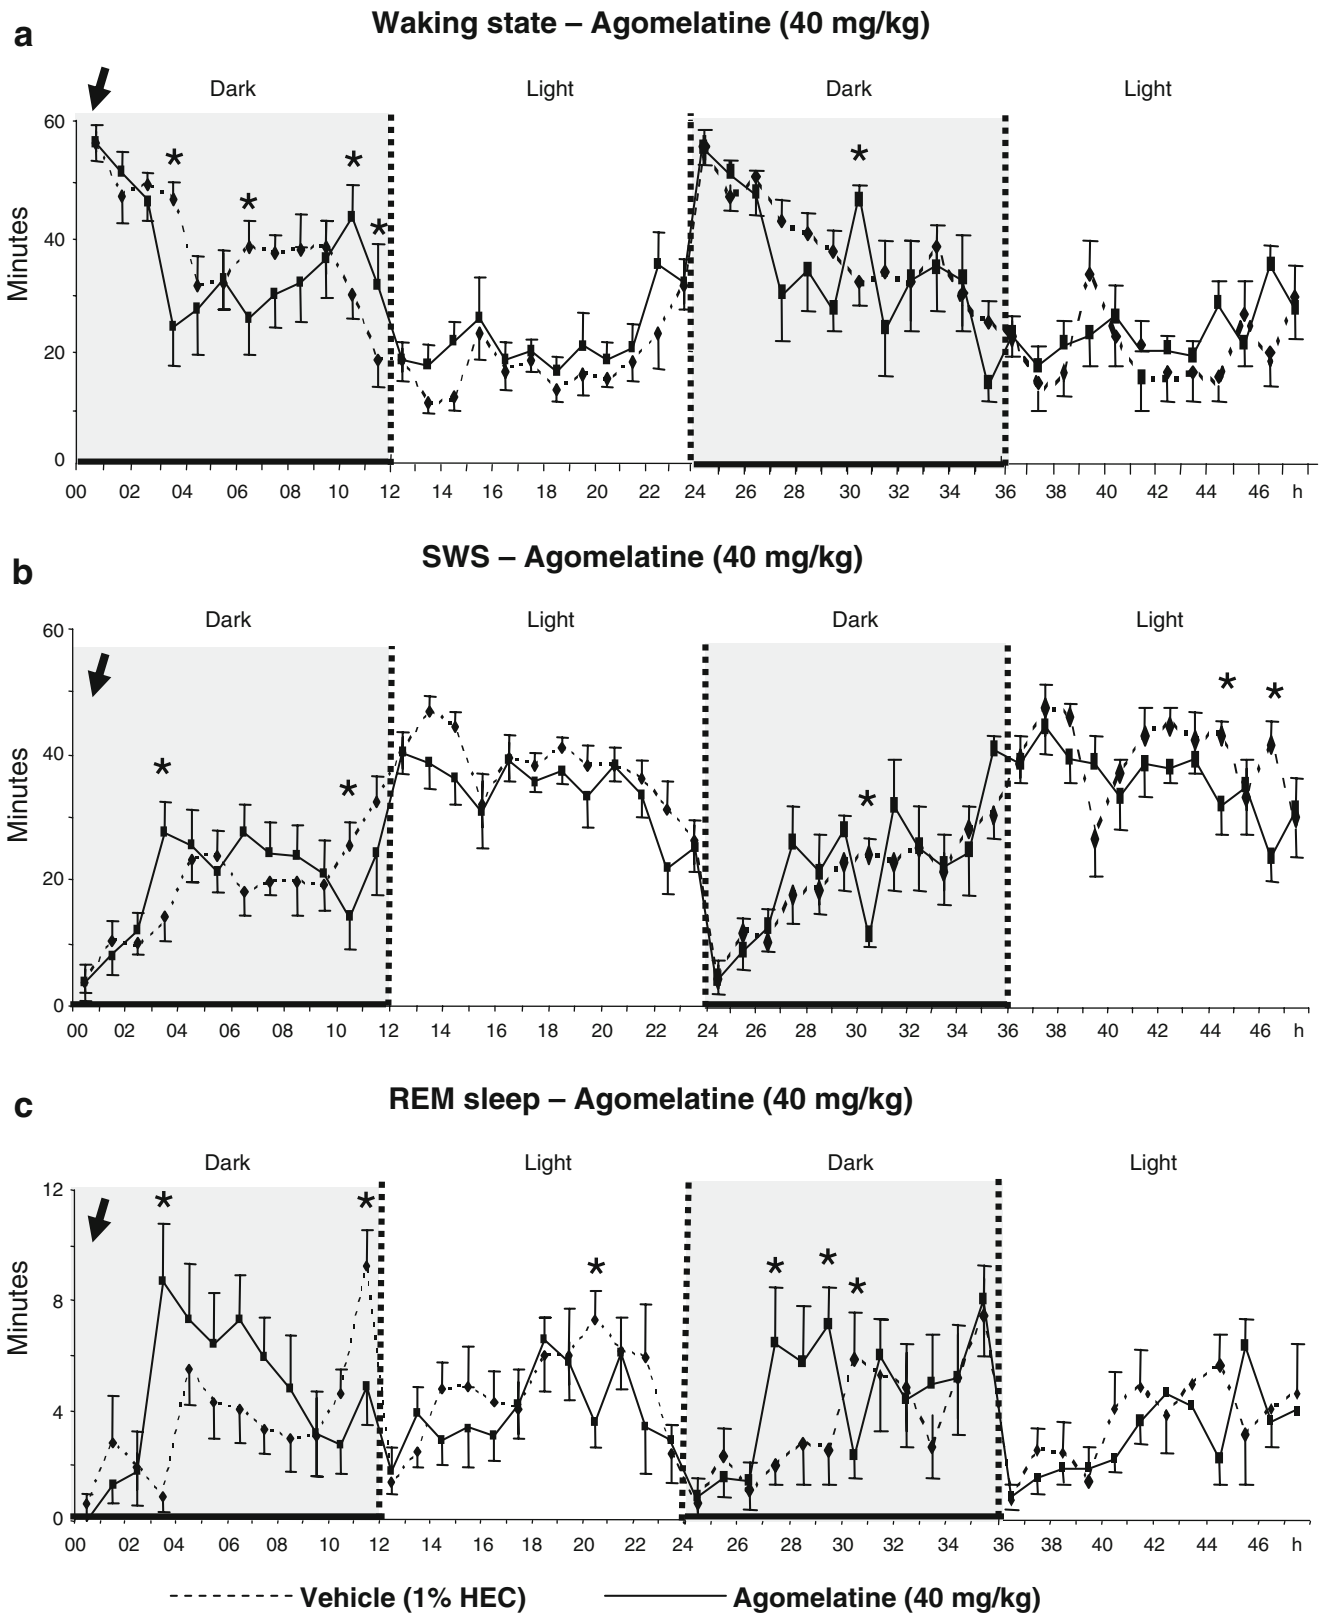 a
Waking state – Agomelatine (40 mg/kg)
Dark Light Dark Light
Minutes
60
40
20
0
* * * * *
00 02 04 06 08 10 12 14 16 18 20 22 24 26 28 30 32 34 36 38 40 42 44 46 h
b
SWS – Agomelatine (40 mg/kg)
Dark Light Dark Light
Minutes
60
40
20
0
* * * * *
00 02 04 06 08 10 12 14 16 18 20 22 24 26 28 30 32 34 36 38 40 42 44 46 h
c
REM sleep – Agomelatine (40 mg/kg)
Dark Light Dark Light
Minutes
12
8
4
0
* * * * * *
00 02 04 06 08 10 12 14 16 18 20 22 24 26 28 30 32 34 36 38 40 42 44 46 h
Vehicle (1% HEC) Agomelatine (40 mg/kg)